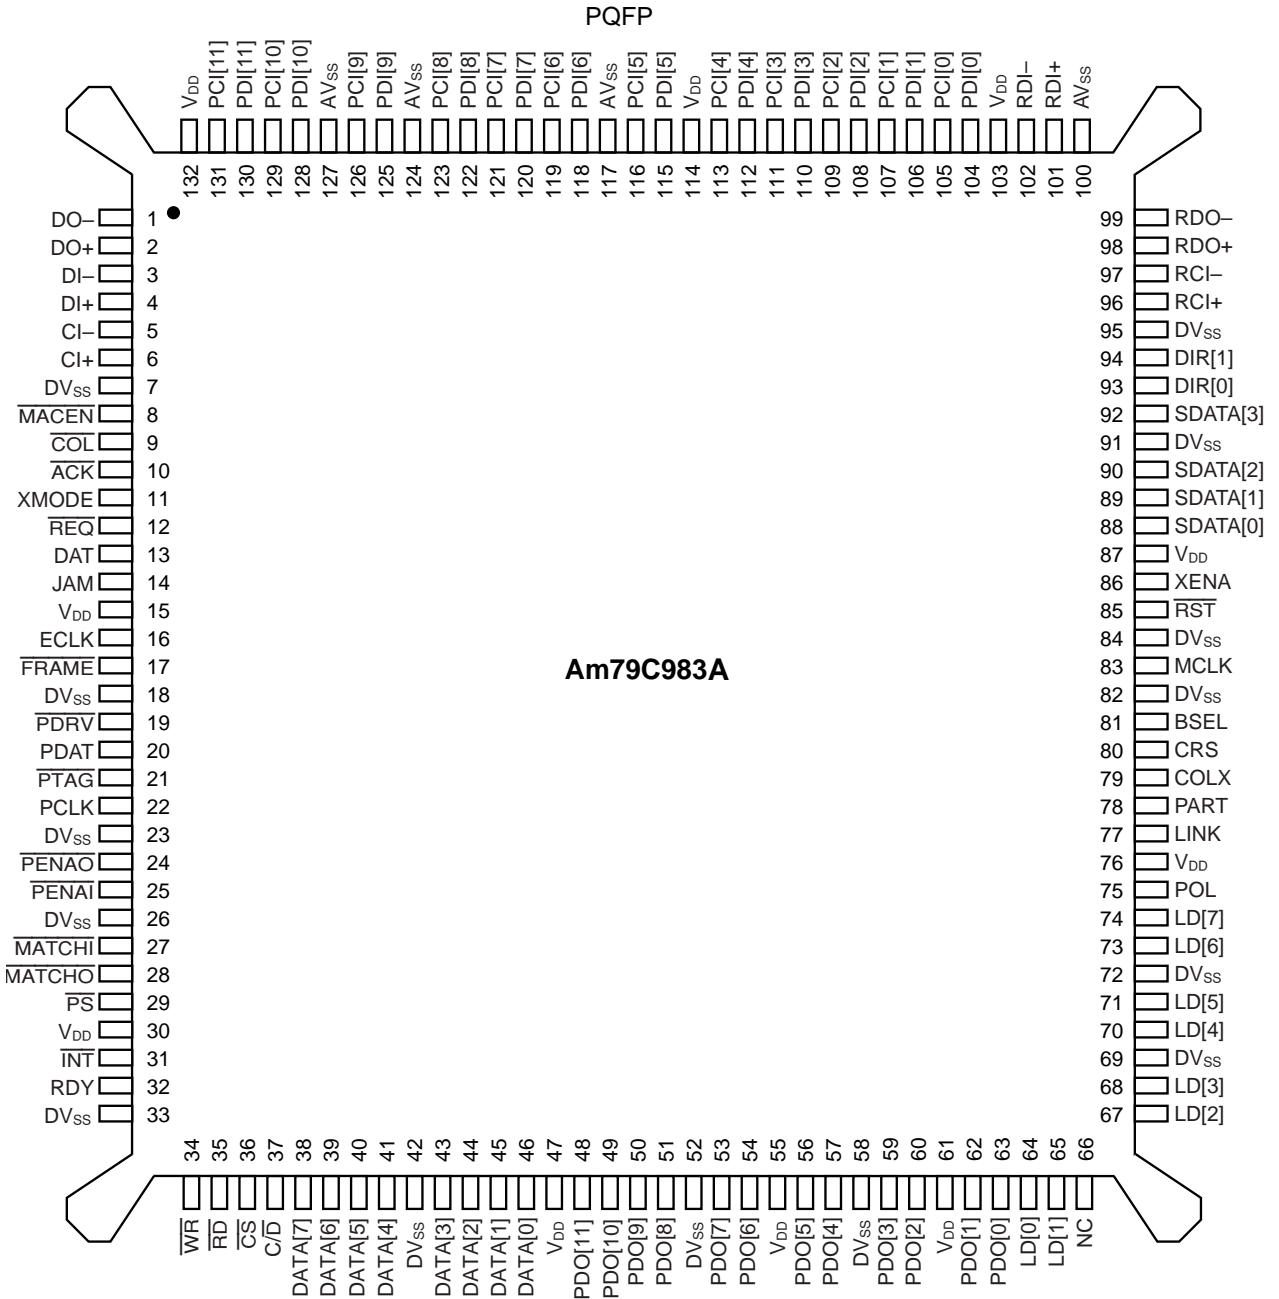 PQFP
VDD PCI[11] PDI[11] PCI[10] PDI[10] AVSS PCI[9] PDI[9] AVSS PCI[8] PDI[8] PCI[7] PDI[7] PCI[6] PDI[6] AVSS PCI[5] PDI[5] VDD PCI[4] PDI[4] PCI[3] PDI[3] PCI[2] PDI[2] PCI[1] PDI[1] PCI[0] PDI[0] VDD RDI– RDI+ AVSS
132 131 130 129 128 127 126 125 124 123 122 121 120 119 118 117 116 115 114 113 112 111 110 109 108 107 106 105 104 103 102 101 100
DO– 1 99 RDO–
DO+ 2 98 RDO+
DI– 3 97 RCI–
DI+ 4 96 RCI+
CI– 5 95 DVSS
CI+ 6 94 DIR[1]
DVSS 7 93 DIR[0]
MACEN 8 92 SDATA[3]
COL 9 91 DVSS
ACK 10 90 SDATA[2]
XMODE 11 89 SDATA[1]
REQ 12 88 SDATA[0]
DAT 13 87 VDD
JAM 14 86 XENA
VDD 15 85 RST
ECLK 16 84 DVSS
FRAME 17 83 MCLK
Am79C983A
DVSS 18 82 DVSS
PDRV 19 81 BSEL
PDAT 20 80 CRS
PTAG 21 79 COLX
PCLK 22 78 PART
DVSS 23 77 LINK
PENAO 24 76 VDD
PENAI 25 75 POL
DVSS 26 74 LD[7]
MATCHI 27 73 LD[6]
MATCHO 28 72 DVSS
PS 29 71 LD[5]
VDD 30 70 LD[4]
INT 31 69 DVSS
RDY 32 68 LD[3]
DVSS 33 67 LD[2]
34 35 36 37 38 39 40 41 42 43 44 45 46 47 48 49 50 51 52 53 54 55 56 57 58 59 60 61 62 63 64 65 66
WR RD CS C/D DATA[7] DATA[6] DATA[5] DATA[4] DVSS DATA[3] DATA[2] DATA[1] DATA[0] VDD PDO[11] PDO[10] PDO[9] PDO[8] DVSS PDO[7] PDO[6] VDD PDO[5] PDO[4] DVSS PDO[3] PDO[2] VDD PDO[1] PDO[0] LD[0] LD[1] NC